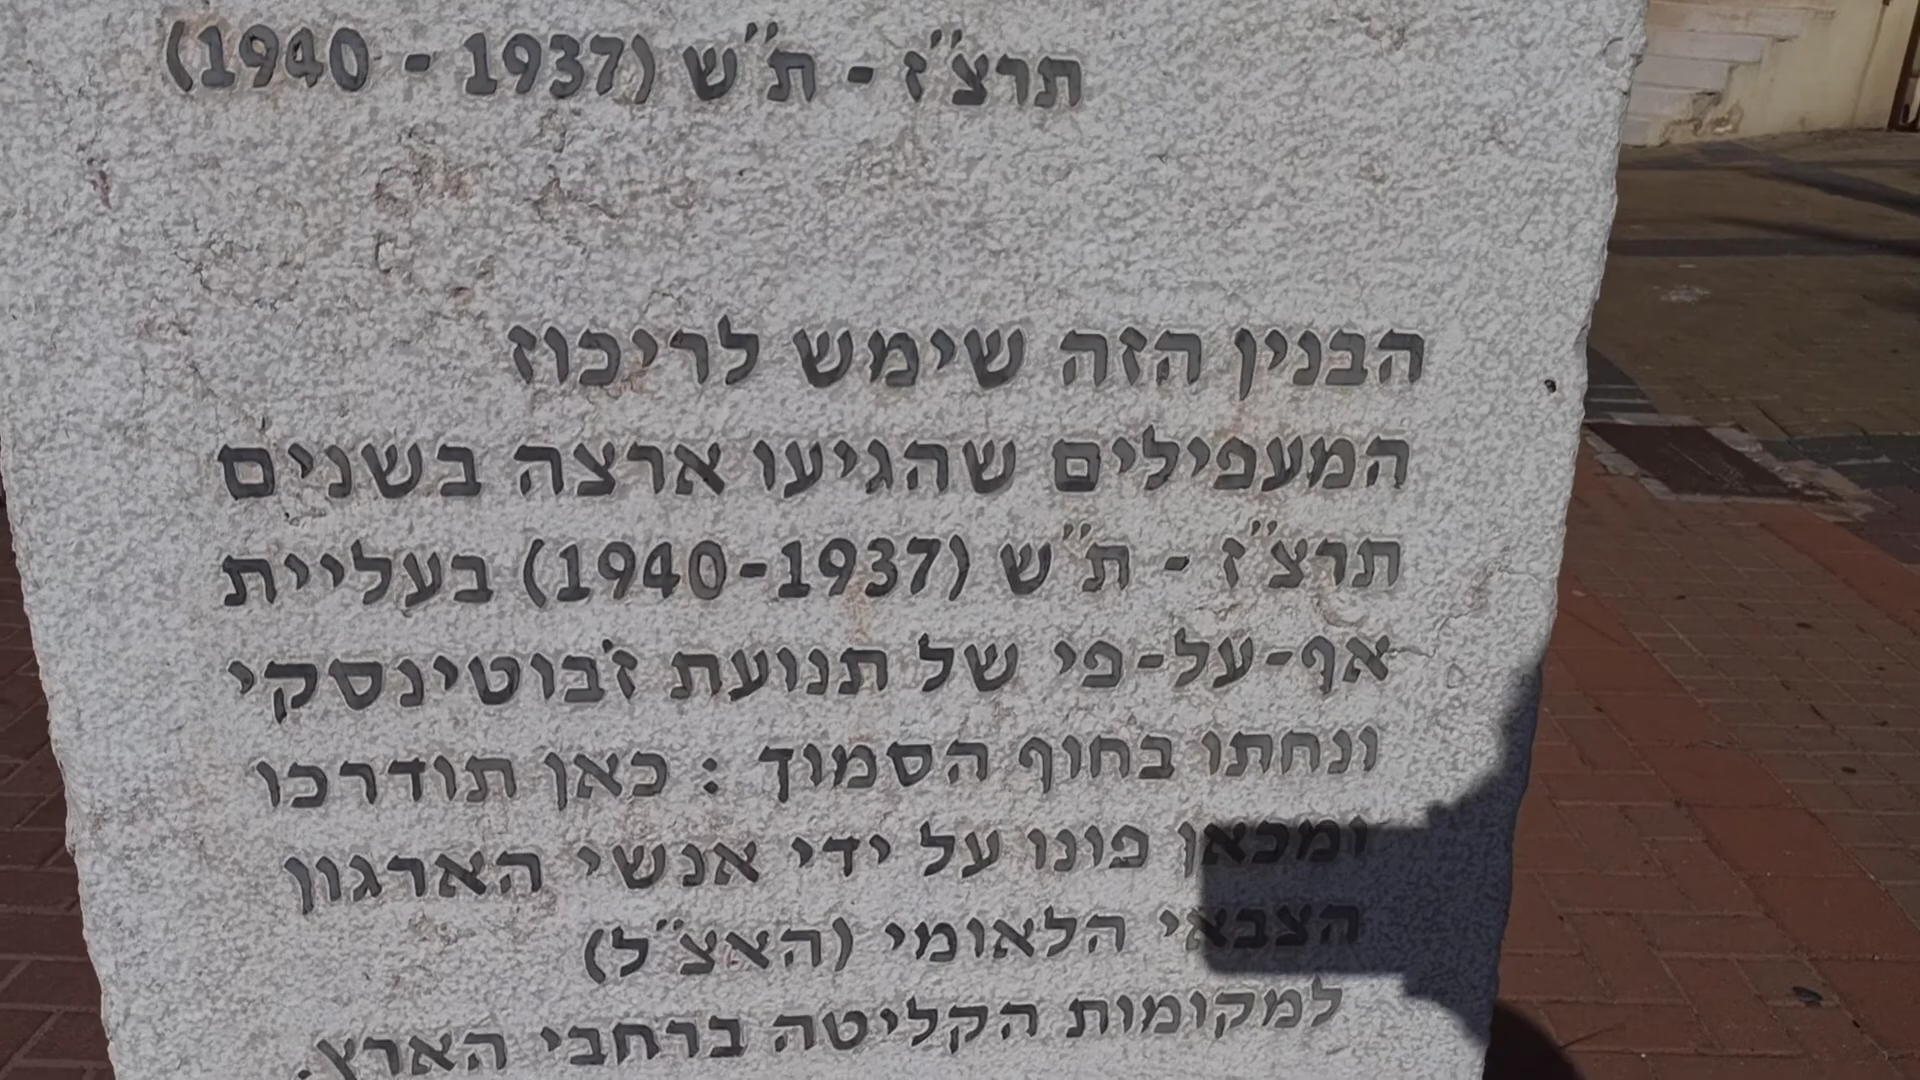 תרצ"ז - ת"ש (1937 - 1940)
הבנין הזה שימש לריכוז
המעפילים שהגיעו ארצה בשנים
תרצ"ז - ת"ש (1937-1940) בעליית
אף-על-פי של תנועת ז'בוטינסקי
ונחתו בחוף הסמוך : כאן תודרכו
ומכאן פונו על ידי אנשי הארגון
הצבאי הלאומי (האצ"ל)
למקומות הקליטה ברחבי הארץ.